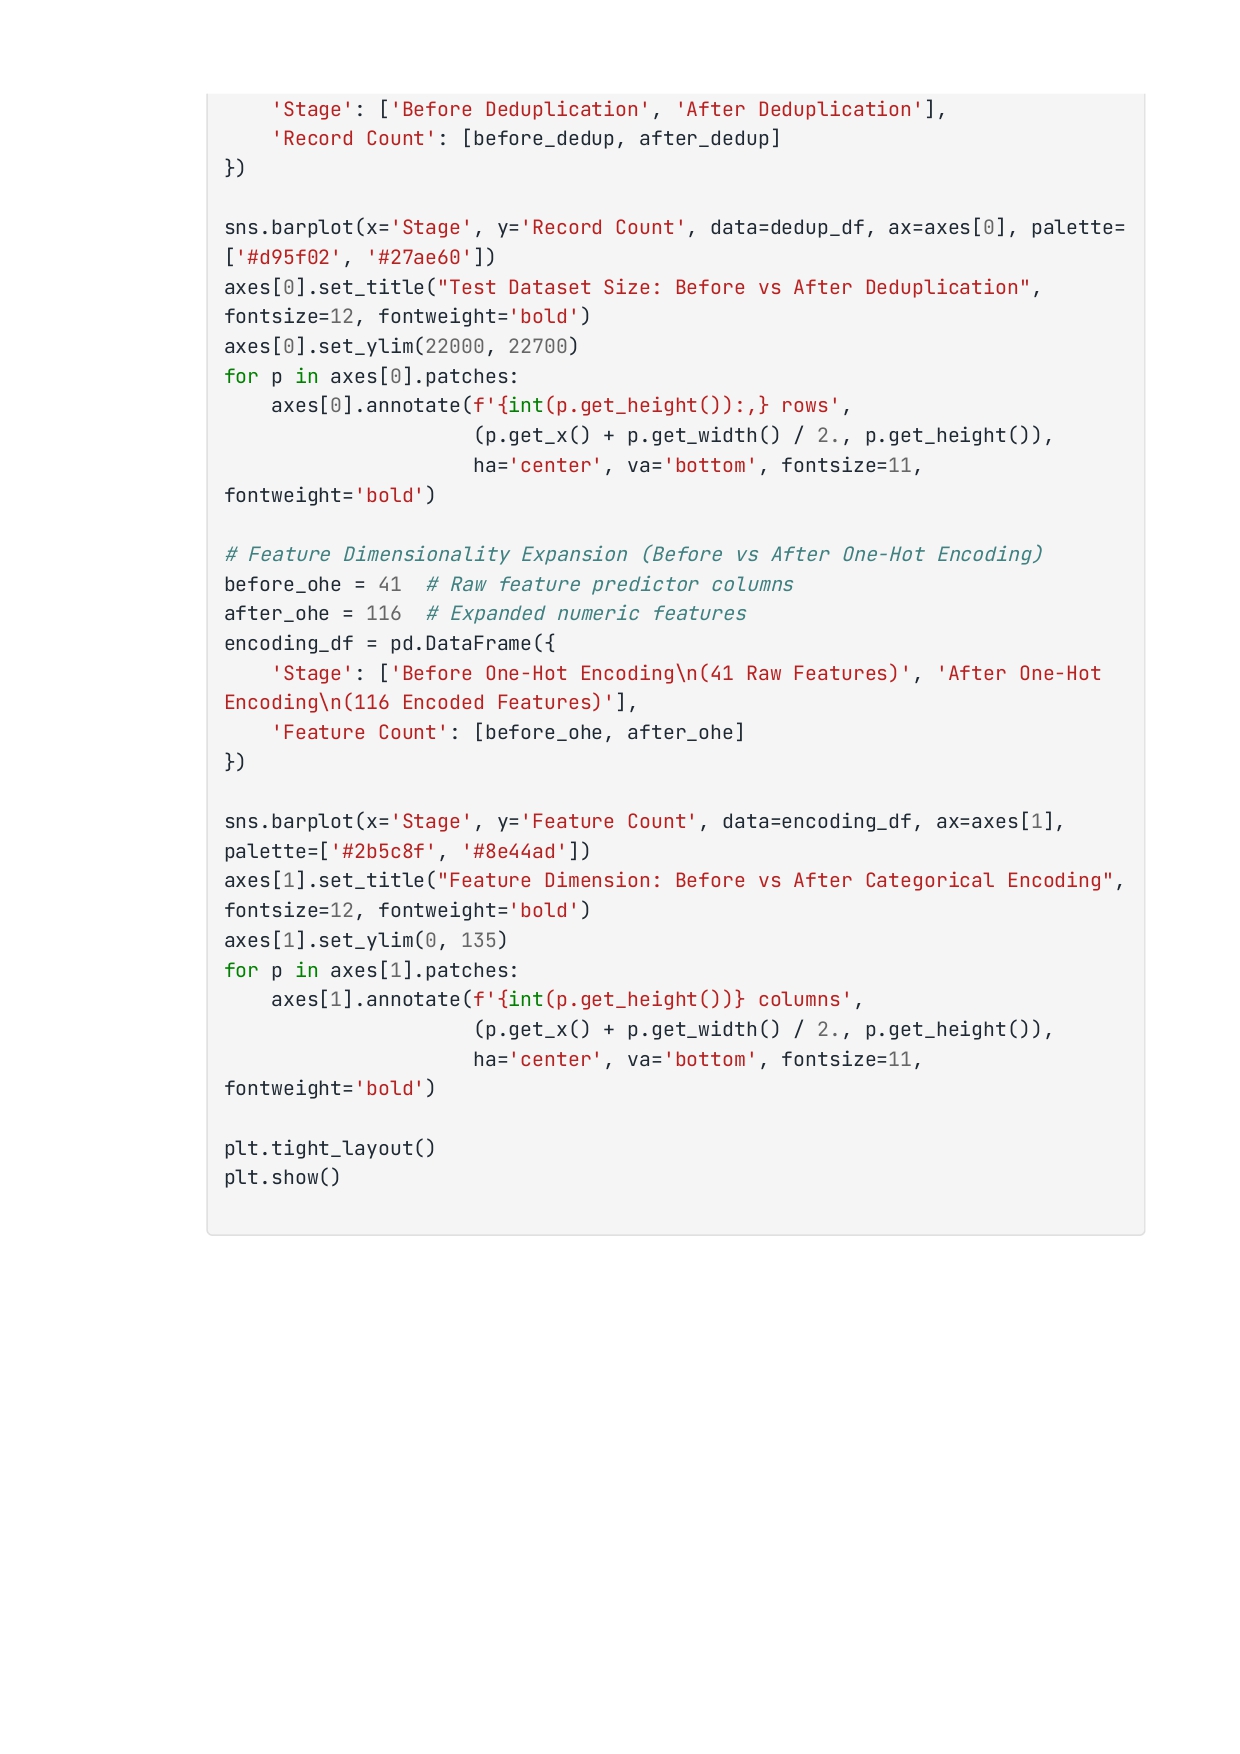 'Stage': ['Before Deduplication', 'After Deduplication'],
    'Record Count': [before_dedup, after_dedup]
})

sns.barplot(x='Stage', y='Record Count', data=dedup_df, ax=axes[0], palette=
['#d95f02', '#27ae60'])
axes[0].set_title("Test Dataset Size: Before vs After Deduplication",
fontsize=12, fontweight='bold')
axes[0].set_ylim(22000, 22700)
for p in axes[0].patches:
    axes[0].annotate(f'{int(p.get_height()):,} rows',
                     (p.get_x() + p.get_width() / 2., p.get_height()),
                     ha='center', va='bottom', fontsize=11,
fontweight='bold')

# Feature Dimensionality Expansion (Before vs After One-Hot Encoding)
before_ohe = 41  # Raw feature predictor columns
after_ohe = 116  # Expanded numeric features
encoding_df = pd.DataFrame({
    'Stage': ['Before One-Hot Encoding\n(41 Raw Features)', 'After One-Hot
Encoding\n(116 Encoded Features)'],
    'Feature Count': [before_ohe, after_ohe]
})

sns.barplot(x='Stage', y='Feature Count', data=encoding_df, ax=axes[1],
palette=['#2b5c8f', '#8e44ad'])
axes[1].set_title("Feature Dimension: Before vs After Categorical Encoding",
fontsize=12, fontweight='bold')
axes[1].set_ylim(0, 135)
for p in axes[1].patches:
    axes[1].annotate(f'{int(p.get_height())} columns',
                     (p.get_x() + p.get_width() / 2., p.get_height()),
                     ha='center', va='bottom', fontsize=11,
fontweight='bold')

plt.tight_layout()
plt.show()